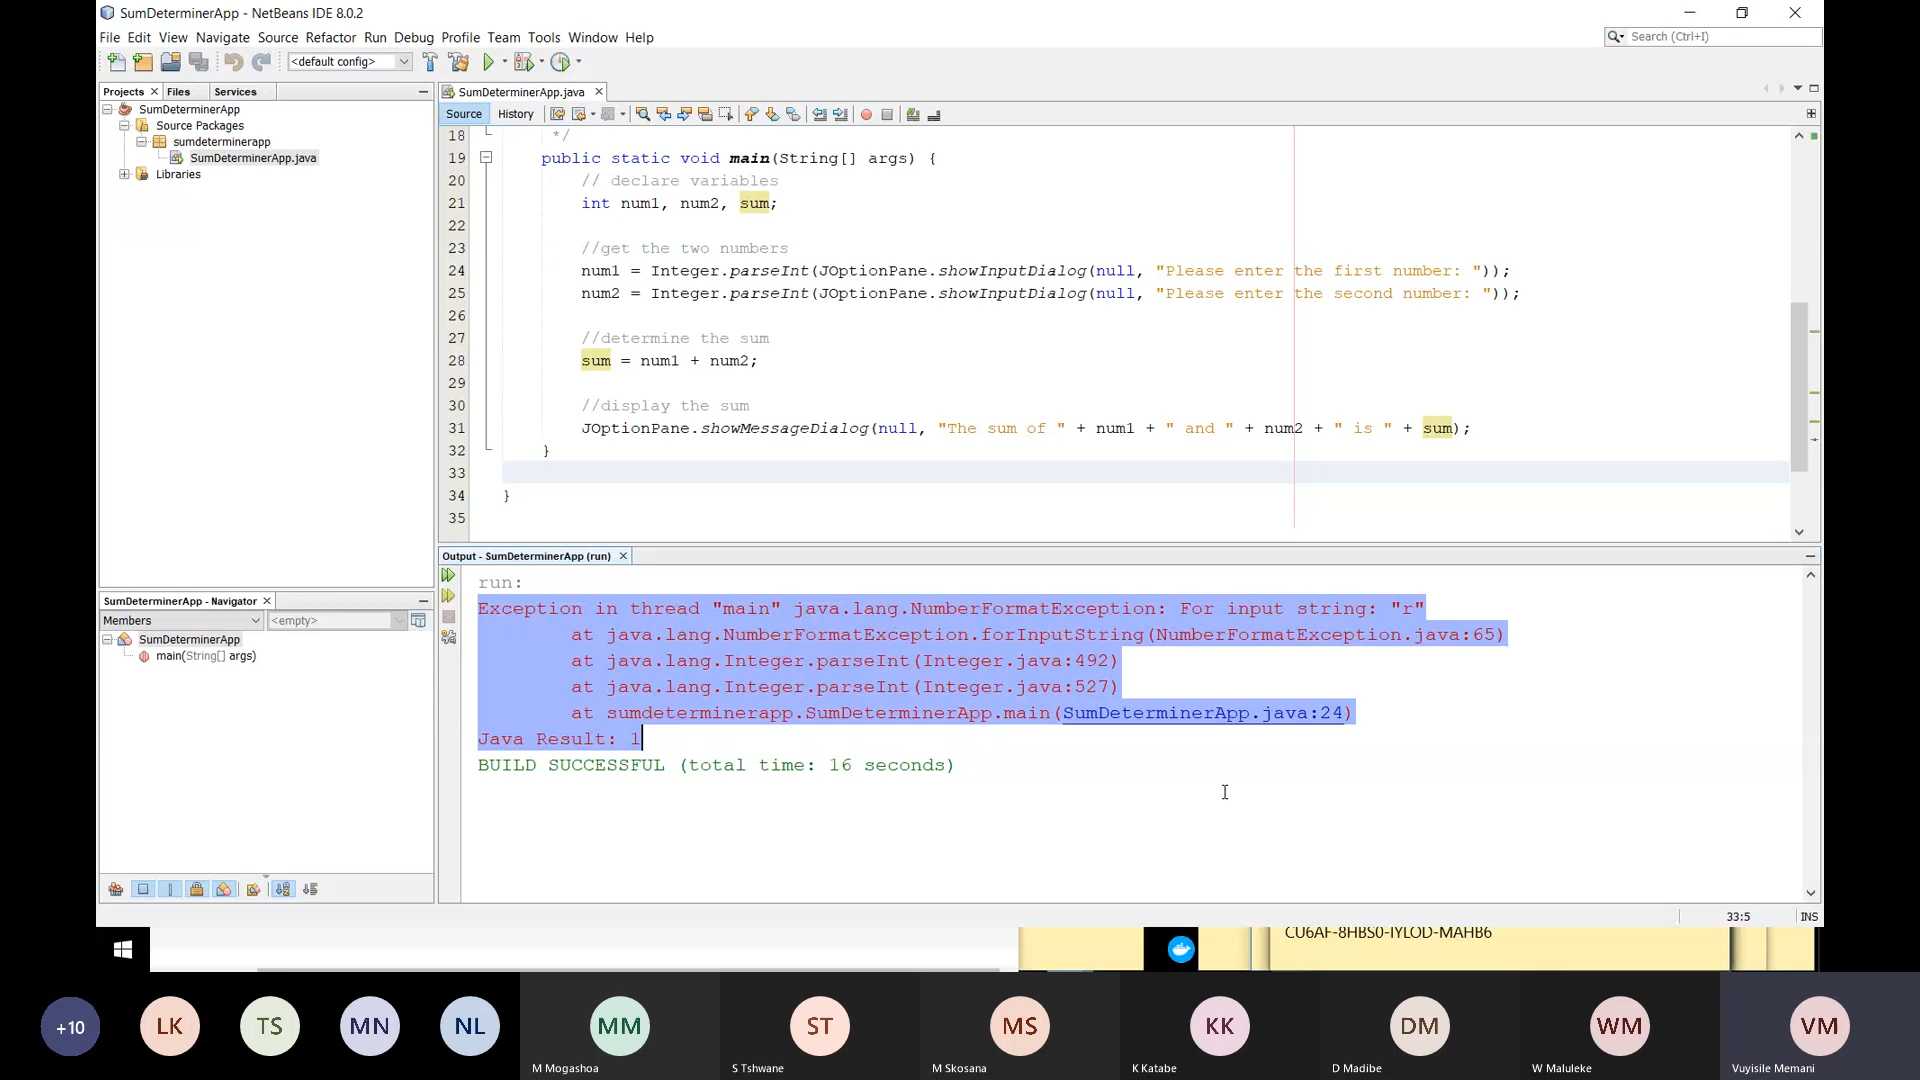 SumDeterminerApp - NetBeans IDE 8.0.2
File Edit View Navigate Source Refactor Run Debug Profile Team Tools Window Help
Search (Ctrl+I)
<default config>
Projects Files Services
SumDeterminerApp
Source Packages
sumdeterminerapp
SumDeterminerApp.java
Libraries
SumDeterminerApp.java
Source History
18 */
19 public static void main(String[] args) {
20 // declare variables
21 int num1, num2, sum;
22
23 //get the two numbers
24 num1 = Integer.parseInt(JOptionPane.showInputDialog(null, "Please enter the first number: "));
25 num2 = Integer.parseInt(JOptionPane.showInputDialog(null, "Please enter the second number: "));
26
27 //determine the sum
28 sum = num1 + num2;
29
30 //display the sum
31 JOptionPane.showMessageDialog(null, "The sum of " + num1 + " and " + num2 + " is " + sum);
32 }
33
34 }
35
SumDeterminerApp - Navigator
Members
<empty>
SumDeterminerApp
main(String[] args)
Output - SumDeterminerApp (run)
run:
Exception in thread "main" java.lang.NumberFormatException: For input string: "r"
at java.lang.NumberFormatException.forInputString(NumberFormatException.java:65)
at java.lang.Integer.parseInt(Integer.java:492)
at java.lang.Integer.parseInt(Integer.java:527)
at sumdeterminerapp.SumDeterminerApp.main(SumDeterminerApp.java:24)
Java Result: 1
BUILD SUCCESSFUL (total time: 16 seconds)
33:5 INS
CU6AF-8HBS0-IYLOD-MAHB6
+10 LK TS MN NL MM ST MS KK DM WM VM
M Mogashoa S Tshwane M Skosana K Katabe D Madibe W Maluleke Vuyisile Memani